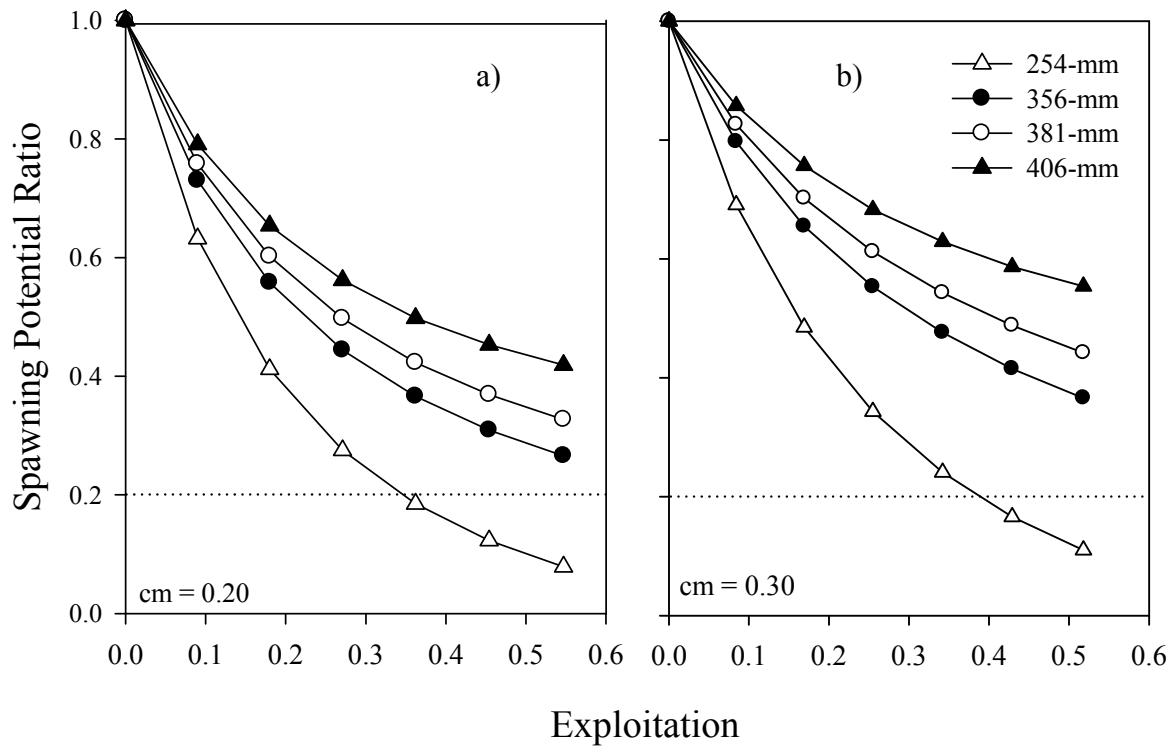 Spawning Potential Ratio
1.0
0.8
0.6
0.4
0.2
0.0
a)
cm = 0.20
0.0 0.1 0.2 0.3 0.4 0.5 0.6
b)
254-mm
356-mm
381-mm
406-mm
cm = 0.30
0.0 0.1 0.2 0.3 0.4 0.5 0.6
Exploitation